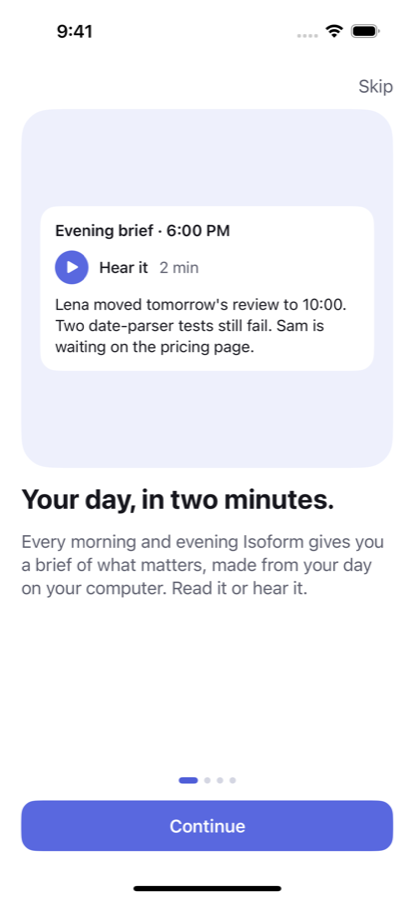 9:41
Skip
Evening brief · 6:00 PM
Hear it 2 min
Lena moved tomorrow's review to 10:00.
Two date-parser tests still fail. Sam is
waiting on the pricing page.
Your day, in two minutes.
Every morning and evening Isoform gives you
a brief of what matters, made from your day
on your computer. Read it or hear it.
Continue